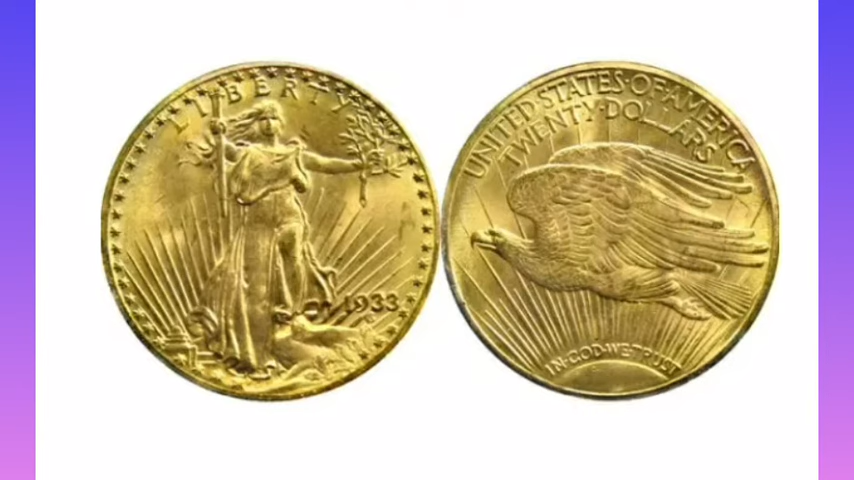 LIBERTY
1933
UNITED·STATES·OF·AMERICA
TWENTY·DOLLARS
IN·GOD·WE·TRUST